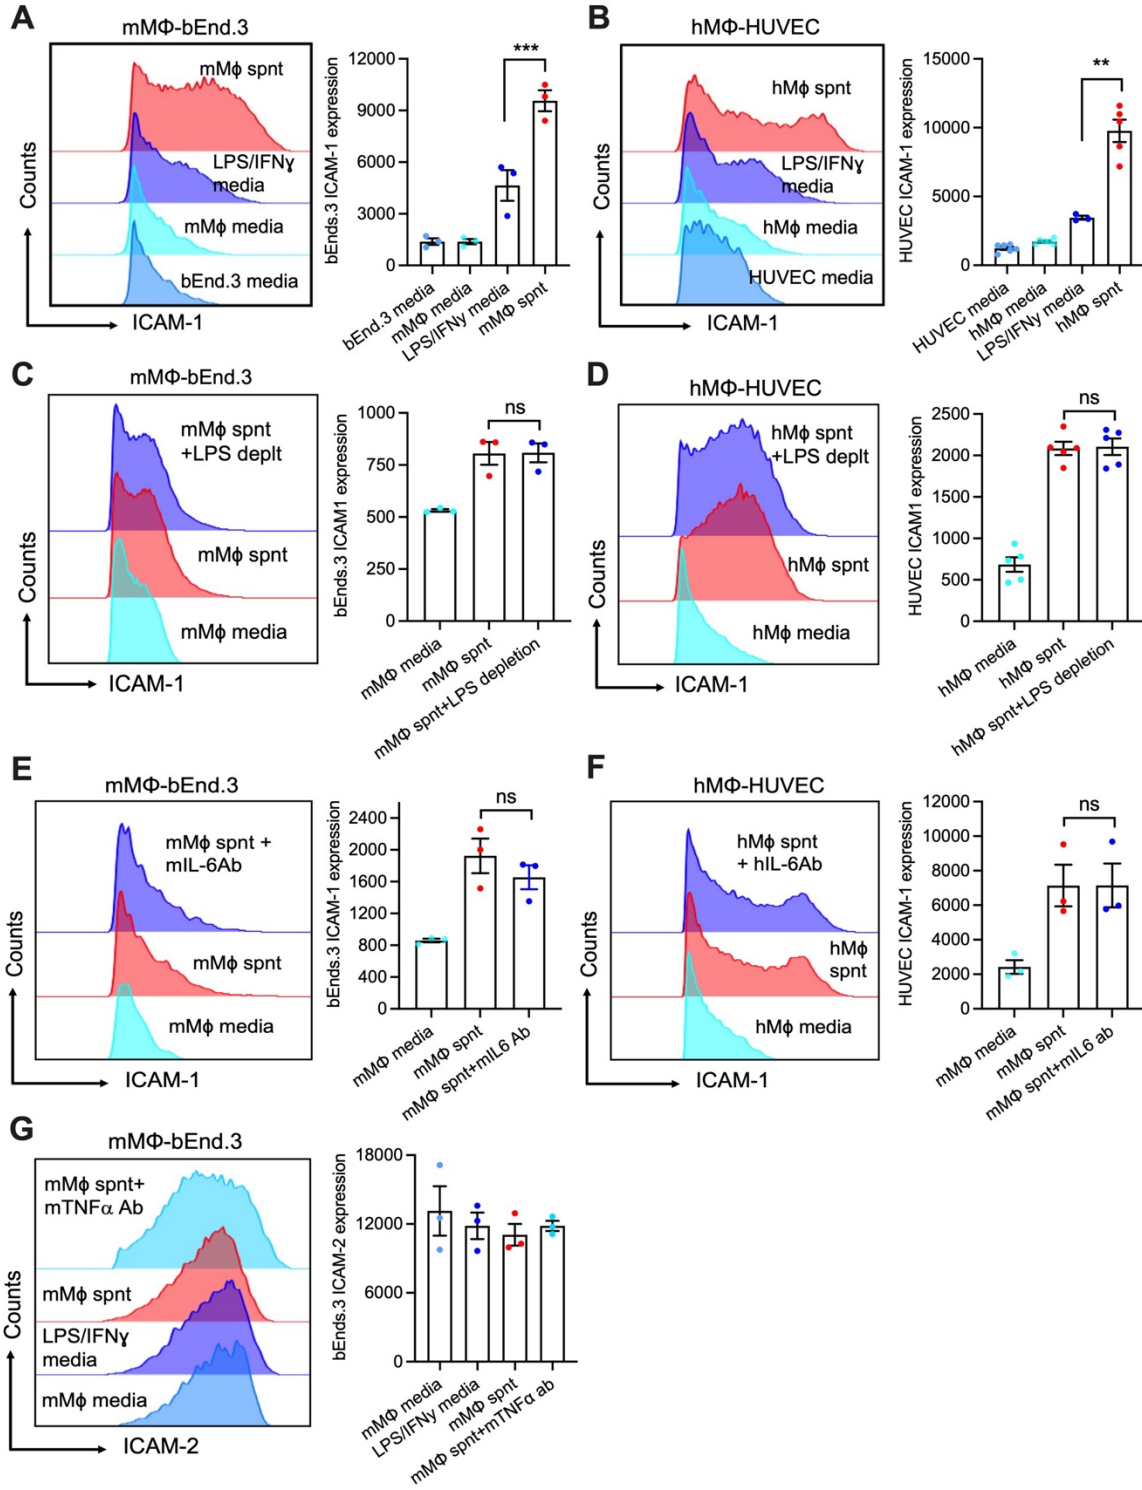 A
mMΦ-bEnd.3
mMϕ spnt
LPS/IFNɣ
media
mMϕ media
bEnd.3 media
Counts
ICAM-1
bEnds.3 ICAM-1 expression
12000
9000
6000
3000
0
***
bEnd.3 media
mMΦ media
LPS/IFNγ media
mMΦ spnt
B
hMΦ-HUVEC
hMϕ spnt
LPS/IFNɣ
media
hMϕ media
HUVEC media
Counts
ICAM-1
HUVEC ICAM-1 expression
15000
10000
5000
0
**
HUVEC media
hMΦ media
LPS/IFNγ media
hMΦ spnt
C
mMΦ-bEnd.3
mMϕ spnt
+LPS deplt
mMϕ spnt
mMϕ media
Counts
ICAM-1
bEnds.3 ICAM1 expression
1000
750
500
250
0
ns
mMΦ media
mMΦ spnt
mMΦ spnt+LPS depletion
D
hMΦ-HUVEC
hMϕ spnt
+LPS deplt
hMϕ spnt
hMϕ media
Counts
ICAM-1
HUVEC ICAM1 expression
2500
2000
1500
1000
500
0
ns
hMΦ media
hMΦ spnt
hMΦ spnt+LPS depletion
E
mMΦ-bEnd.3
mMϕ spnt +
mIL-6Ab
mMϕ spnt
mMϕ media
Counts
ICAM-1
bEnds.3 ICAM-1 expression
2400
2000
1600
1200
800
400
0
ns
mMΦ media
mMΦ spnt
mMΦ spnt+mIL6 Ab
F
hMΦ-HUVEC
hMϕ spnt
+ hIL-6Ab
hMϕ
spnt
hMϕ media
Counts
ICAM-1
HUVEC ICAM-1 expression
12000
10000
8000
6000
4000
2000
0
ns
mMΦ media
mMΦ spnt
mMΦ spnt+mIL6 ab
G
mMΦ-bEnd.3
mMϕ spnt+
mTNFα Ab
mMϕ spnt
LPS/IFNɣ
media
mMϕ media
Counts
ICAM-2
bEnds.3 ICAM-2 expression
18000
12000
6000
0
mMΦ media
LPS/IFNγ media
mMΦ spnt
mMΦ spnt+mTNFα ab